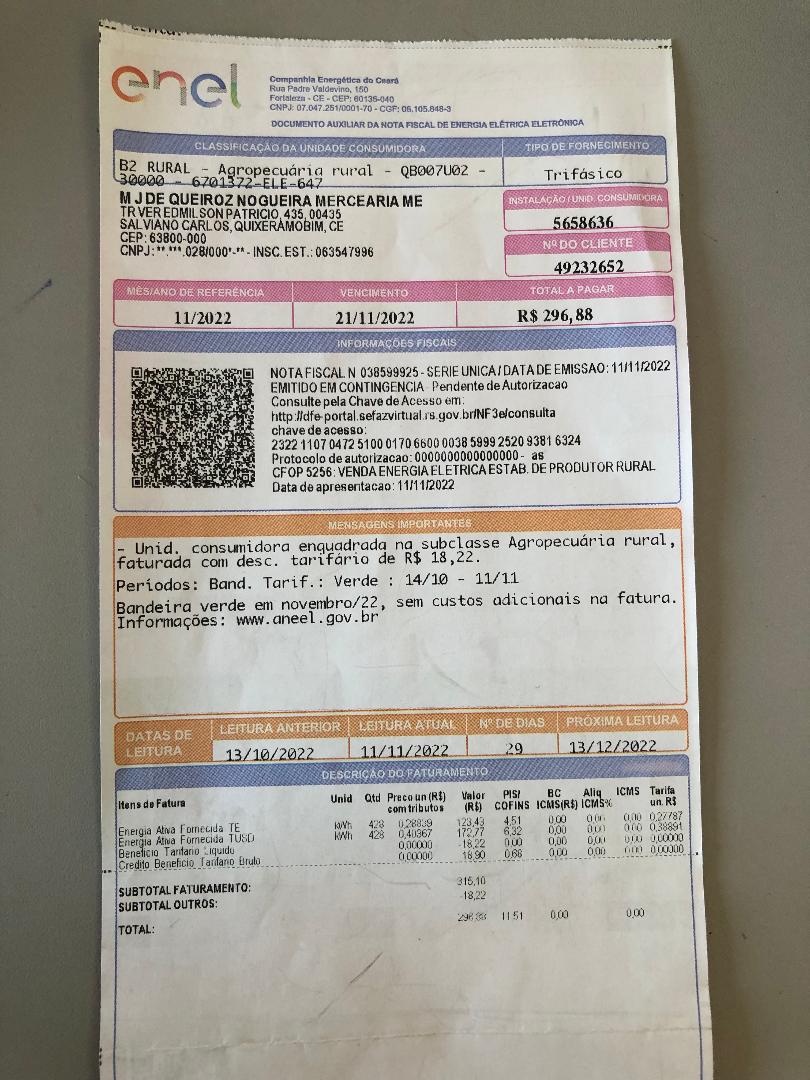 enel
Companhia Energética do Ceará
Rua Padre Valdevino, 150
Fortaleza - CE - CEP: 60135-040
CNPJ: 07.047.251/0001-70 - CGF: 06.105.848-3
DOCUMENTO AUXILIAR DA NOTA FISCAL DE ENERGIA ELÉTRICA ELETRÔNICA
CLASSIFICAÇÃO DA UNIDADE CONSUMIDORA
TIPO DE FORNECIMENTO
B2 RURAL - Agropecuária rural - QB007U02 -
30000 - 6701372-ELE-647
Trifásico
M J DE QUEIROZ NOGUEIRA MERCEARIA ME
TR VER EDMILSON PATRICIO, 435, 00435
SALVIANO CARLOS, QUIXERAMOBIM, CE
CEP: 63800-000
CNPJ: **.***.028/000*-** - INSC. EST.: 063547996
INSTALAÇÃO / UNID. CONSUMIDORA
5658636
Nº DO CLIENTE
49232652
MÊS/ANO DE REFERÊNCIA VENCIMENTO TOTAL A PAGAR
11/2022 21/11/2022 R$ 296,88
INFORMAÇÕES FISCAIS
NOTA FISCAL N 038599925 - SERIE UNICA / DATA DE EMISSAO: 11/11/2022
EMITIDO EM CONTINGENCIA - Pendente de Autorizacao
Consulte pela Chave de Acesso em:
http://dfe-portal.sefazvirtual.rs.gov.br/NF3e/consulta
chave de acesso:
2322 1107 0472 5100 0170 6600 0038 5999 2520 9381 6324
Protocolo de autorizacao: 0000000000000000 - as
CFOP 5256: VENDA ENERGIA ELETRICA ESTAB. DE PRODUTOR RURAL
Data de apresentacao: 11/11/2022
MENSAGENS IMPORTANTES
- Unid. consumidora enquadrada na subclasse Agropecuária rural,
faturada com desc. tarifário de R$ 18,22.
Períodos: Band. Tarif.: Verde : 14/10 - 11/11
Bandeira verde em novembro/22, sem custos adicionais na fatura.
Informações: www.aneel.gov.br
DATAS DE LEITURA
LEITURA ANTERIOR LEITURA ATUAL Nº DE DIAS PRÓXIMA LEITURA
13/10/2022 11/11/2022 29 13/12/2022
DESCRIÇÃO DO FATURAMENTO
Itens de Fatura Unid Qtd Preco un (R$) com tributos Valor (R$) PIS/ COFINS BC ICMS(R$) Aliq ICMS% ICMS Tarifa un. R$
Energia Ativa Fornecida TE kWh 428 0,28839 123,43 4,51 0,00 0,00 0,00 0,27787
Energia Ativa Fornecida TUSD kWh 428 0,40367 172,77 6,32 0,00 0,00 0,00 0,38891
Beneficio Tarifario Liquido 0,00000 -18,22 0,00 0,00 0,00 0,00 0,00000
Credito Beneficio Tarifario Bruto 0,00000 18,90 0,68 0,00 0,00 0,00 0,00000
SUBTOTAL FATURAMENTO: 315,10
SUBTOTAL OUTROS: -18,22
TOTAL: 296,88 11,51 0,00 0,00